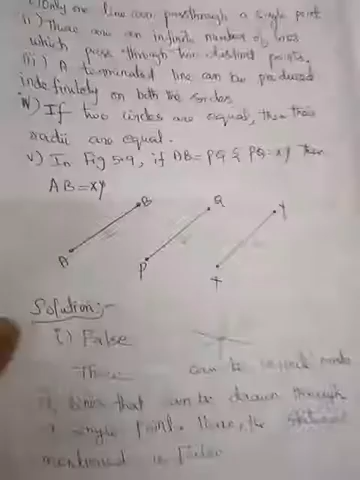 i) Only one line can pass through a single point
ii) There are an infinite number of lines
which pass through two distinct points.
iii) A terminated line can be produced
indefinitely on both the sides
iv) If two circles are equal, then their
radii are equal.
v) In Fig 5.9, if AB = PQ & PQ = XY then
AB = XY
B
Q
Y
A
P
X
Solution:-
i) False
There can be
lines that can be drawn through
a single point. Hence, the statement
mentioned is False